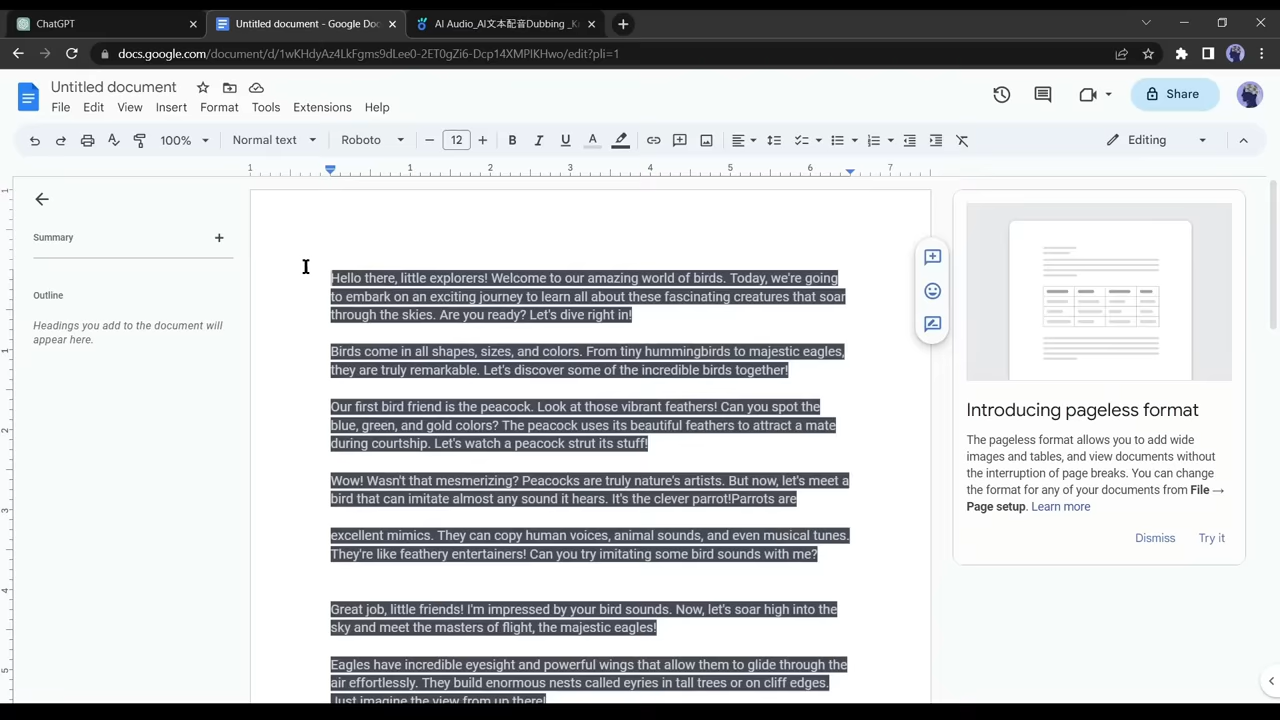 ChatGPT
Untitled document - Google Do
AI Audio_AI文本配音Dubbing _K
docs.google.com/document/d/1wKHdyAz4LkFgms9dLee0-2ET0gZi6-Dcp14XMPIKHwo/edit?pli=1
Untitled document
File Edit View Insert Format Tools Extensions Help
Share
100% Normal text Roboto 12 Editing
1 1 2 3 4 5 6 7
Summary
Outline
Headings you add to the document will
appear here.
Hello there, little explorers! Welcome to our amazing world of birds. Today, we're going
to embark on an exciting journey to learn all about these fascinating creatures that soar
through the skies. Are you ready? Let's dive right in!
Birds come in all shapes, sizes, and colors. From tiny hummingbirds to majestic eagles,
they are truly remarkable. Let's discover some of the incredible birds together!
Our first bird friend is the peacock. Look at those vibrant feathers! Can you spot the
blue, green, and gold colors? The peacock uses its beautiful feathers to attract a mate
during courtship. Let's watch a peacock strut its stuff!
Wow! Wasn't that mesmerizing? Peacocks are truly nature's artists. But now, let's meet a
bird that can imitate almost any sound it hears. It's the clever parrot!Parrots are
excellent mimics. They can copy human voices, animal sounds, and even musical tunes.
They're like feathery entertainers! Can you try imitating some bird sounds with me?
Great job, little friends! I'm impressed by your bird sounds. Now, let's soar high into the
sky and meet the masters of flight, the majestic eagles!
Eagles have incredible eyesight and powerful wings that allow them to glide through the
air effortlessly. They build enormous nests called eyries in tall trees or on cliff edges.
Just imagine the view from up there!
Introducing pageless format
The pageless format allows you to add wide
images and tables, and view documents without
the interruption of page breaks. You can change
the format for any of your documents from File →
Page setup. Learn more
Dismiss Try it
1
1
2
3
4
5